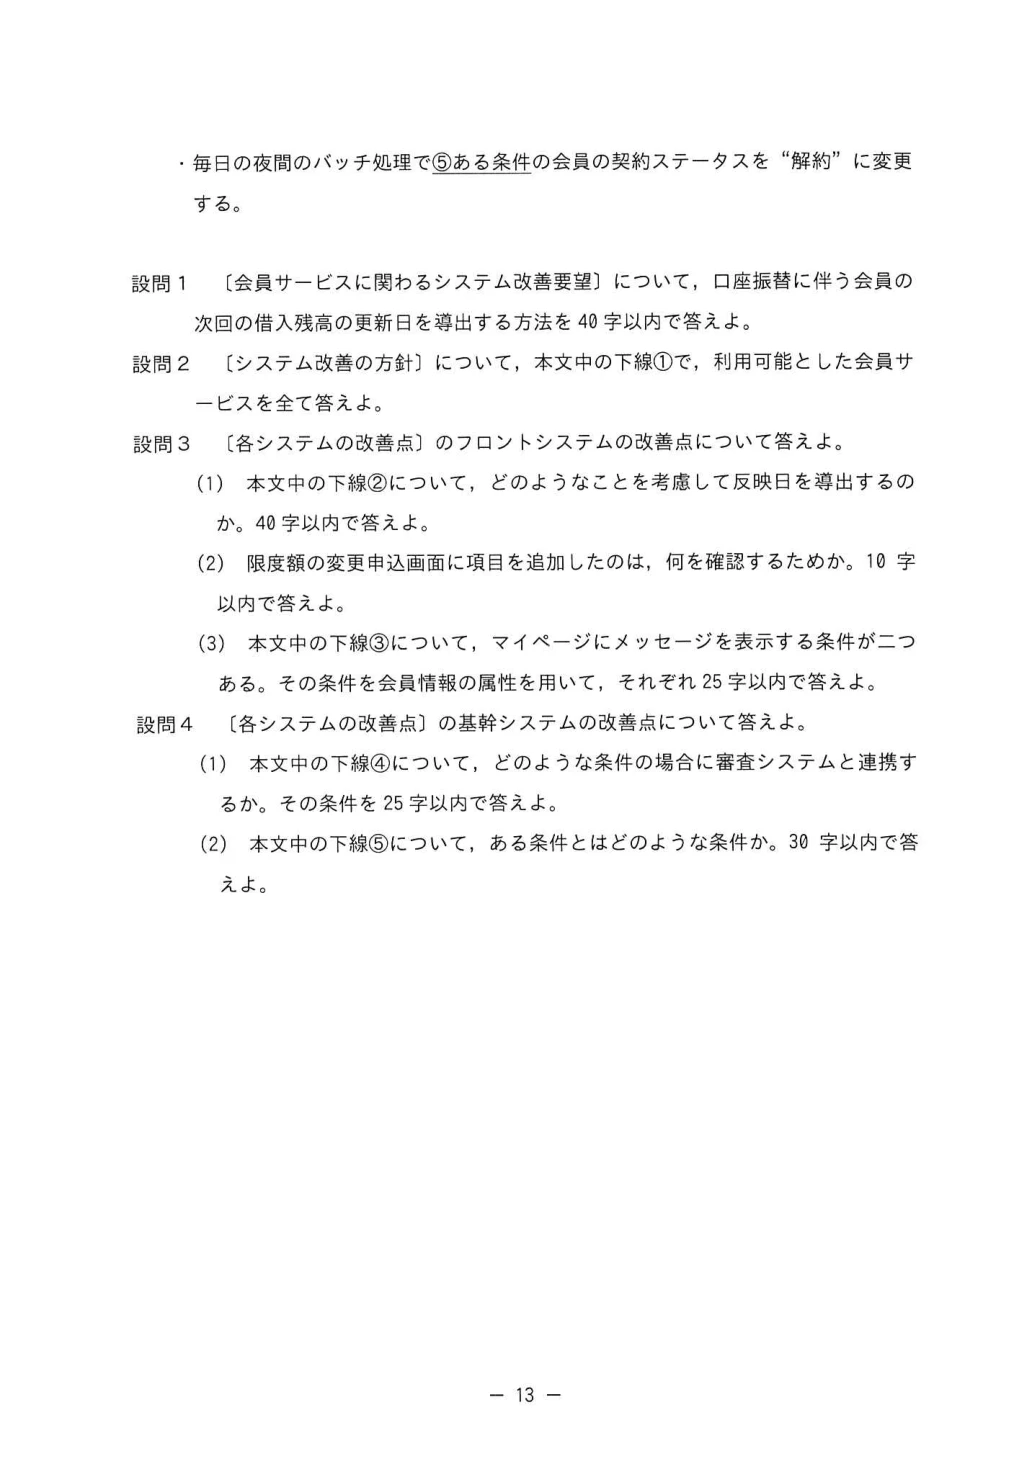 ・毎日の夜間のバッチ処理で⑤ある条件の会員の契約ステータスを“解約”に変更
する。
設問1 〔会員サービスに関わるシステム改善要望〕について，口座振替に伴う会員の
次回の借入残高の更新日を導出する方法を 40 字以内で答えよ。
設問2 〔システム改善の方針〕について，本文中の下線①で，利用可能とした会員サ
ービスを全て答えよ。
設問3 〔各システムの改善点〕のフロントシステムの改善点について答えよ。
(1) 本文中の下線②について，どのようなことを考慮して反映日を導出するの
か。40 字以内で答えよ。
(2) 限度額の変更申込画面に項目を追加したのは，何を確認するためか。10 字
以内で答えよ。
(3) 本文中の下線③について，マイページにメッセージを表示する条件が二つ
ある。その条件を会員情報の属性を用いて，それぞれ 25 字以内で答えよ。
設問4 〔各システムの改善点〕の基幹システムの改善点について答えよ。
(1) 本文中の下線④について，どのような条件の場合に審査システムと連携す
るか。その条件を 25 字以内で答えよ。
(2) 本文中の下線⑤について，ある条件とはどのような条件か。30 字以内で答
えよ。
－ 13 －